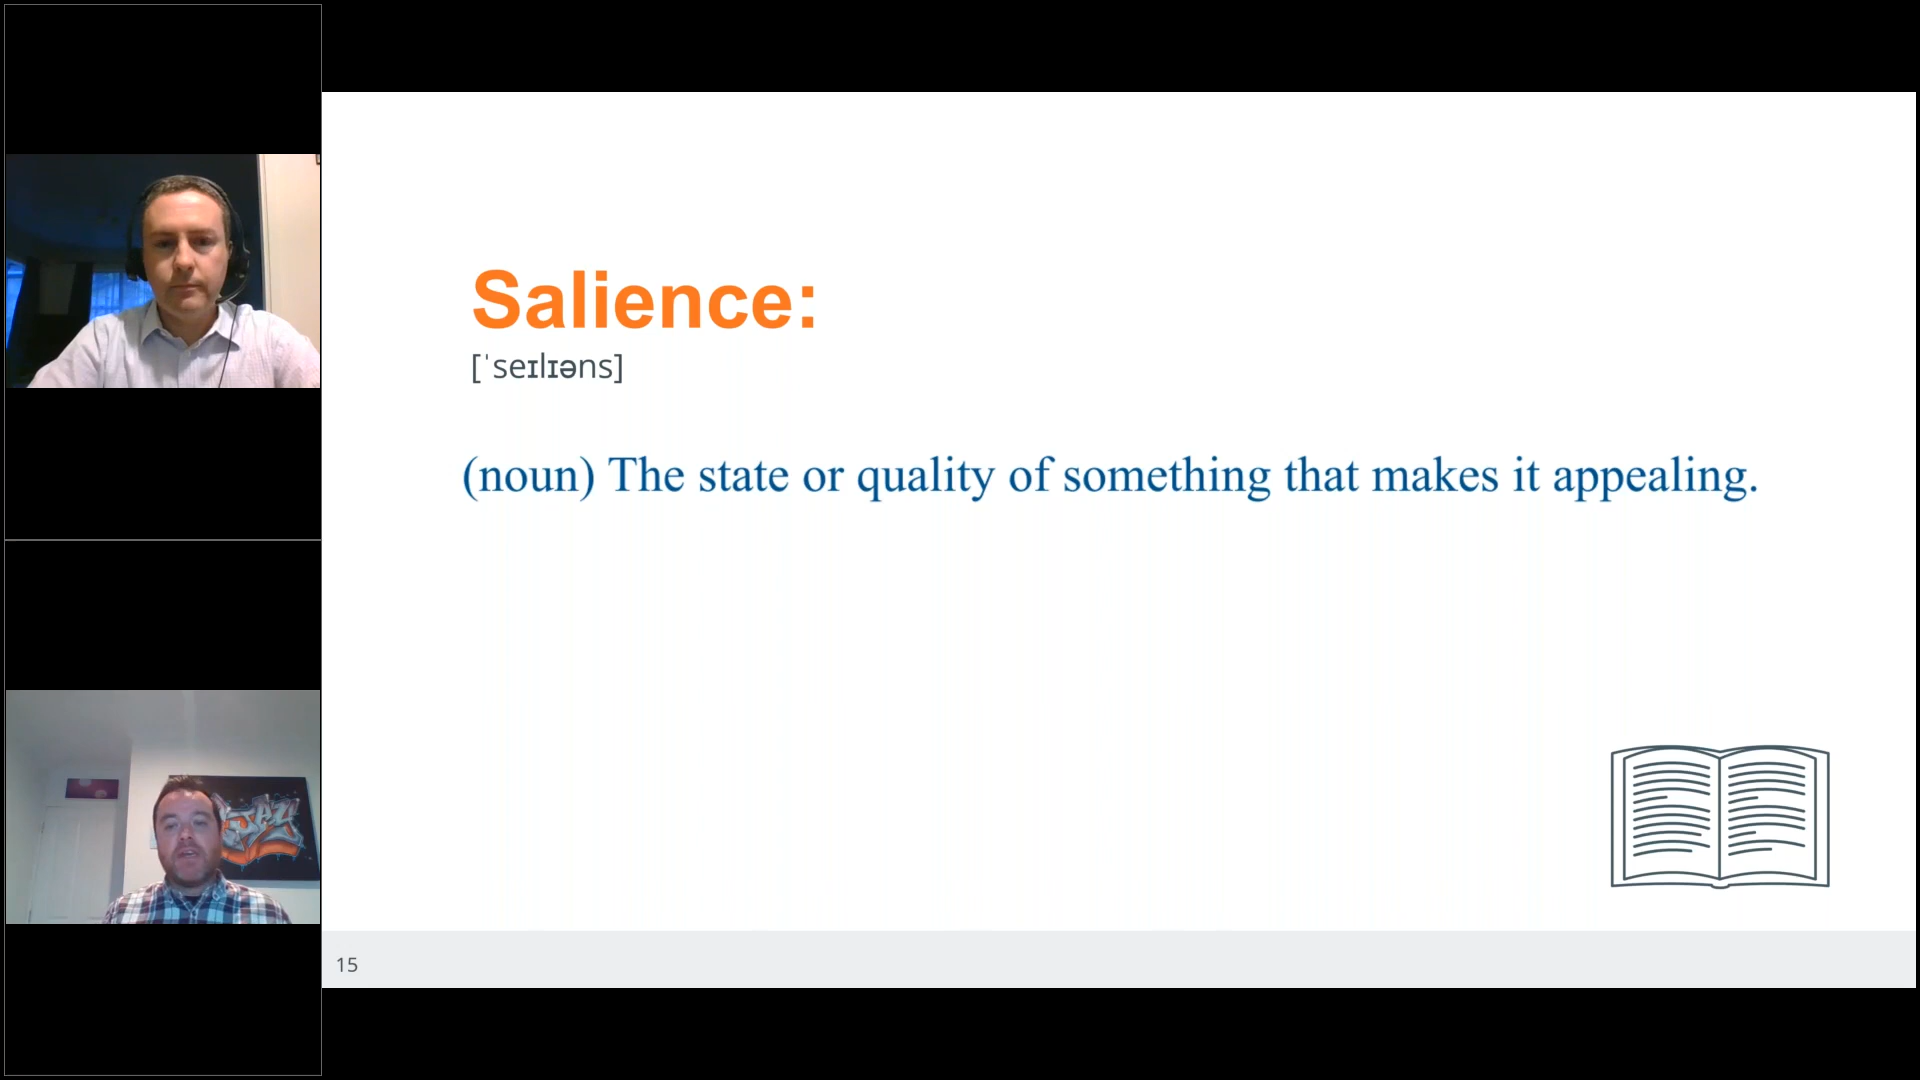 Salience:
[ˈseɪlɪəns]
(noun) The state or quality of something that makes it appealing.
15